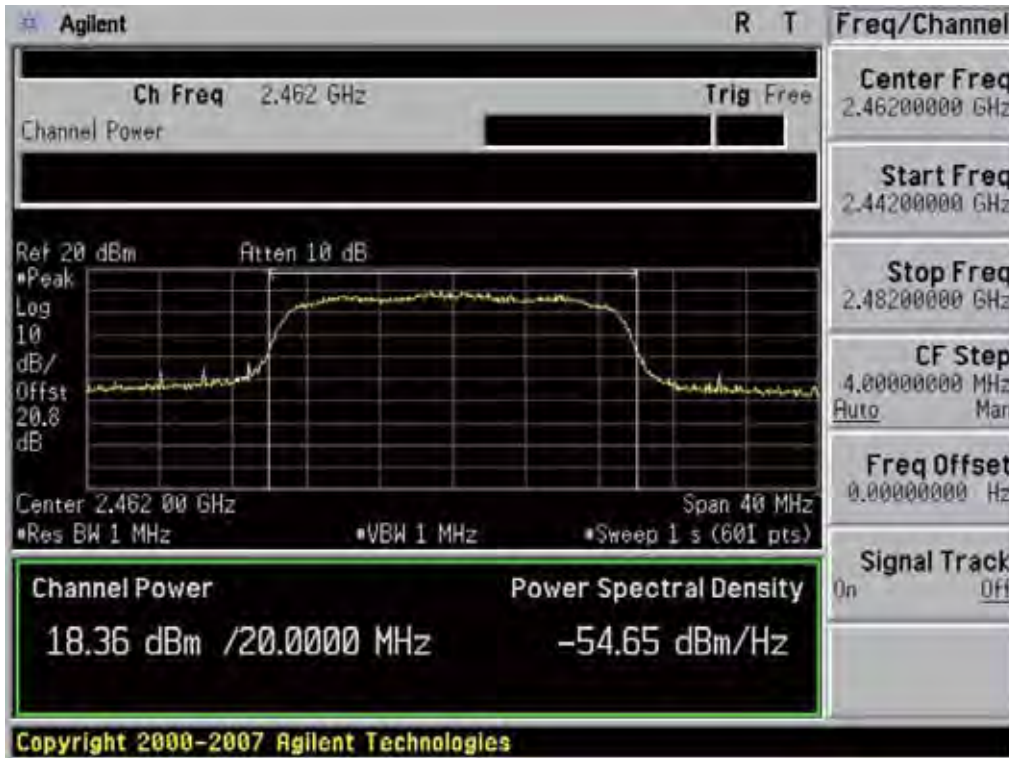 Agilent R T Freq/Channel
Ch Freq 2.462 GHz Trig Free
Channel Power
Center Freq
2.46200000 GHz
Start Freq
2.44200000 GHz
Stop Freq
2.48200000 GHz
CF Step
4.00000000 MHz
Auto Man
Freq Offset
0.00000000 Hz
Signal Track
On Off
Ref 20 dBm Atten 10 dB
#Peak
Log
10
dB/
Offst
20.8
dB
Center 2.462 00 GHz Span 40 MHz
#Res BW 1 MHz #VBW 1 MHz #Sweep 1 s (601 pts)
Channel Power Power Spectral Density
18.36 dBm /20.0000 MHz -54.65 dBm/Hz
Copyright 2000-2007 Agilent Technologies